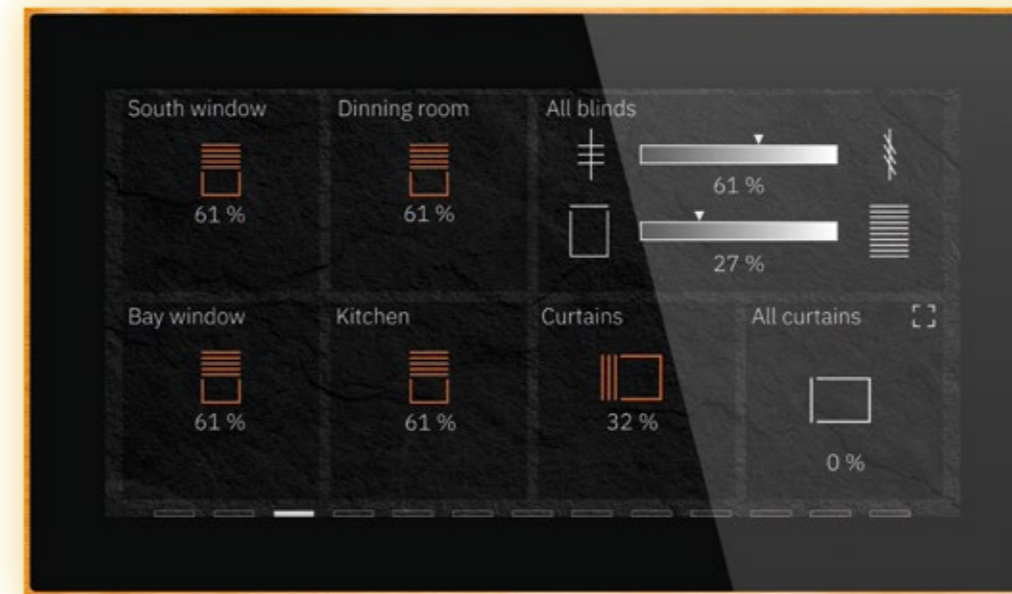 South window
Dinning room
All blinds
61 %
61 %
61 %
27 %
Bay window
Kitchen
Curtains
All curtains
61 %
61 %
32 %
0 %